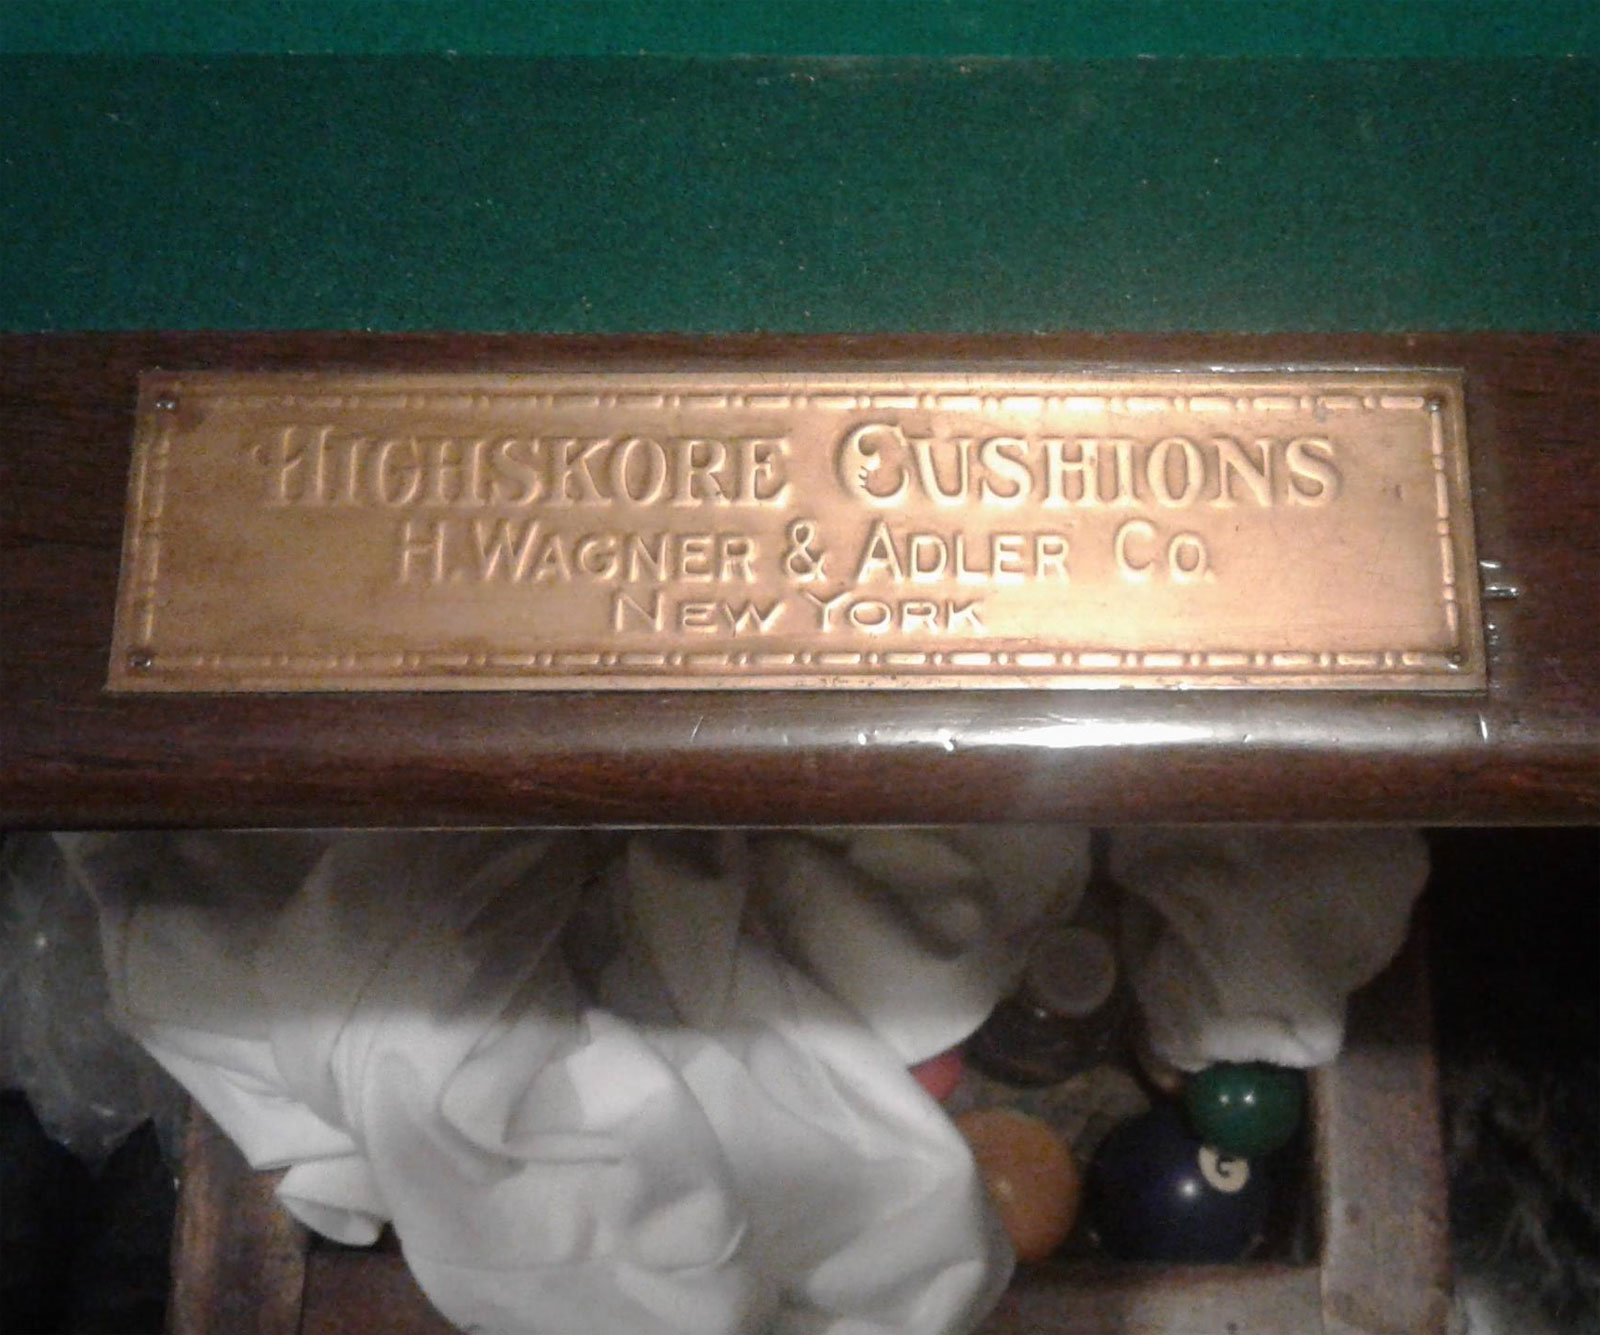 HIGHSKORE CUSHIONS
H. WAGNER & ADLER CO.
NEW YORK